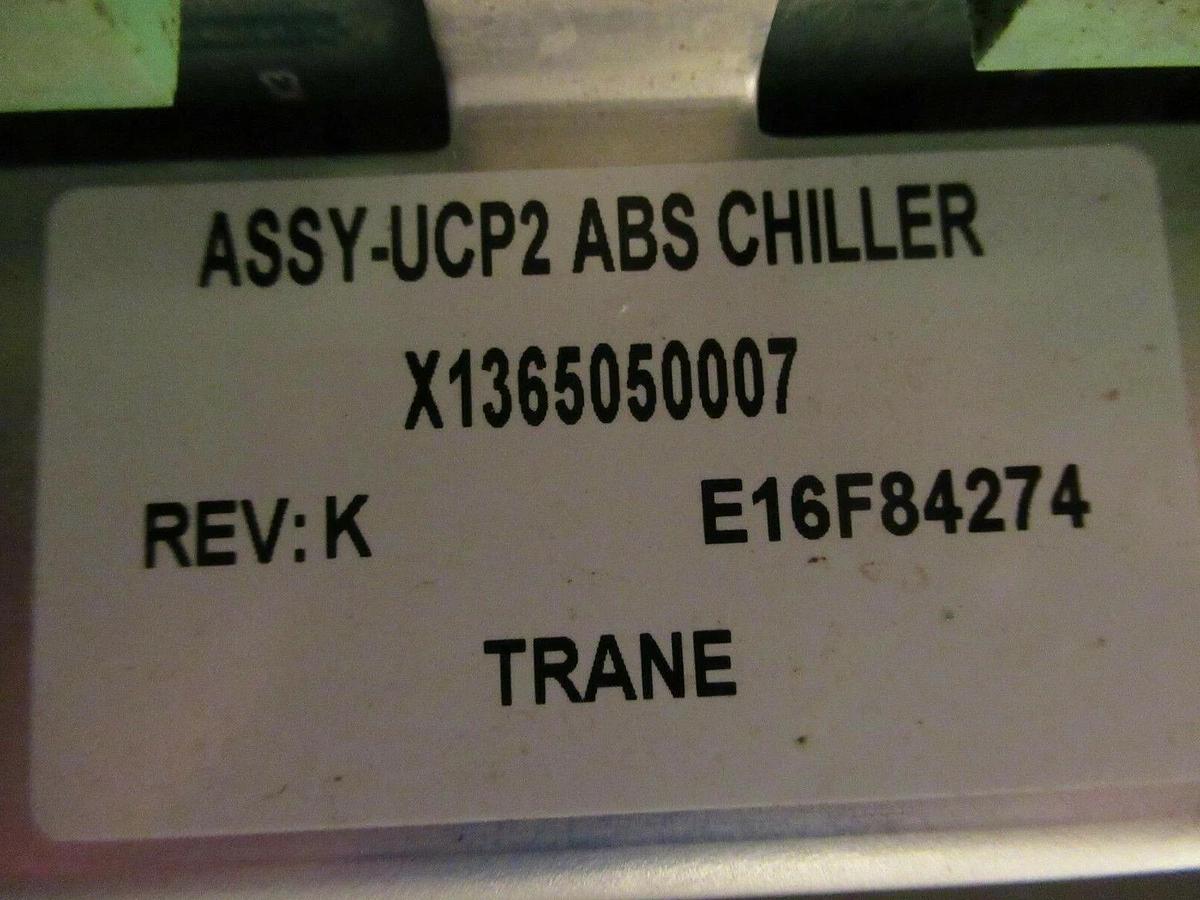 ASSY-UCP2 ABS CHILLER
X1365050007
REV: K E16F84274
TRANE